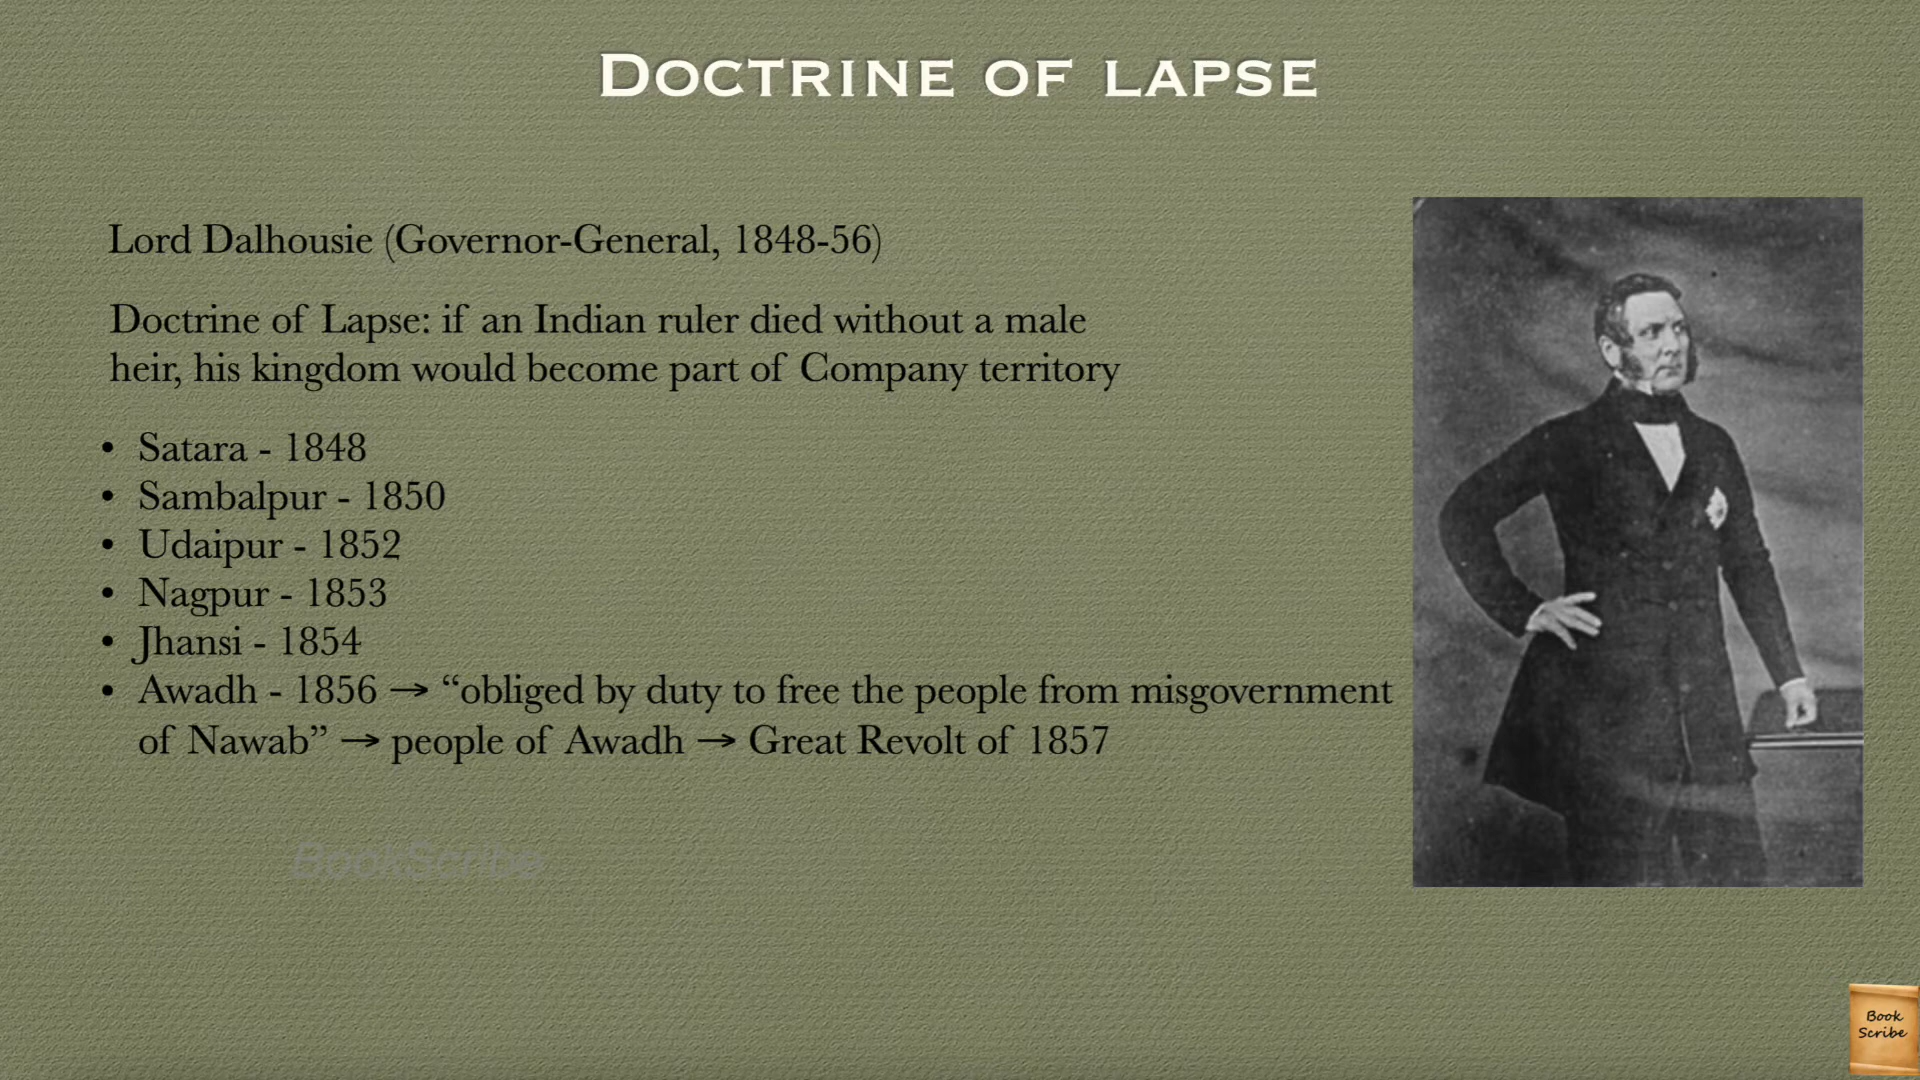 DOCTRINE OF LAPSE
Lord Dalhousie (Governor-General, 1848-56)
Doctrine of Lapse: if an Indian ruler died without a male
heir, his kingdom would become part of Company territory
• Satara - 1848
• Sambalpur - 1850
• Udaipur - 1852
• Nagpur - 1853
• Jhansi - 1854
• Awadh - 1856 → “obliged by duty to free the people from misgovernment
of Nawab” → people of Awadh → Great Revolt of 1857
BookScribe
Book
Scribe